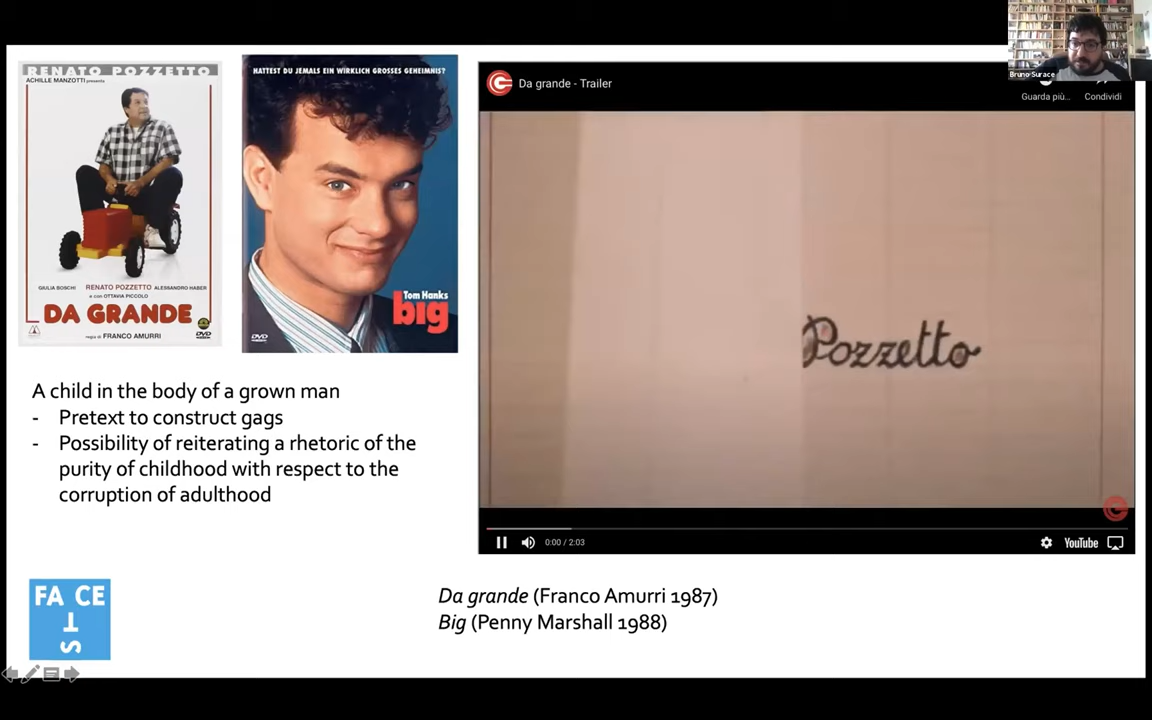 RENATO POZZETTO
ACHILLE MANZOTTI presenta
GIULIA BOSCHI RENATO POZZETTO ALESSANDRO HABER
e con OTTAVIA PICCOLO
DA GRANDE
regia di FRANCO AMURRI
DVD
HATTEST DU JEMALS EIN WIRKLICH GROSSES GEHEIMNIS?
Tom Hanks
big
DVD
Da grande - Trailer
Guarda più...
Condividi
Bruno Surace
Pozzetto
0:00 / 2:03
YouTube
A child in the body of a grown man
- Pretext to construct gags
- Possibility of reiterating a rhetoric of the
purity of childhood with respect to the
corruption of adulthood
Da grande (Franco Amurri 1987)
Big (Penny Marshall 1988)
FA CE
T
S